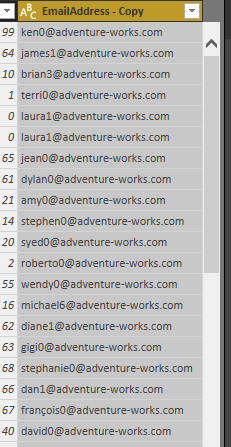 ABC EmailAddress - Copy
99 ken0@adventure-works.com
64 james1@adventure-works.com
10 brian3@adventure-works.com
1 terri0@adventure-works.com
0 laura1@adventure-works.com
0 laura1@adventure-works.com
65 jean0@adventure-works.com
61 dylan0@adventure-works.com
21 amy0@adventure-works.com
14 stephen0@adventure-works.com
20 syed0@adventure-works.com
2 roberto0@adventure-works.com
55 wendy0@adventure-works.com
16 michael6@adventure-works.com
62 diane1@adventure-works.com
63 gigi0@adventure-works.com
68 stephanie0@adventure-works.com
66 dan1@adventure-works.com
67 françois0@adventure-works.com
40 david0@adventure-works.com